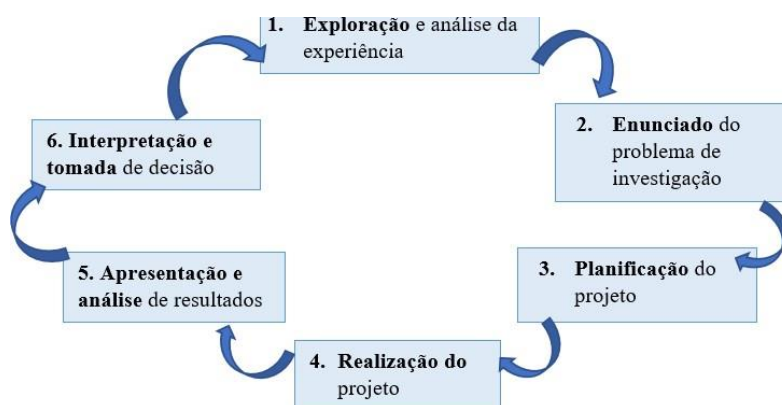 1. Exploração e análise da
experiência
2. Enunciado do
problema de
investigação
3. Planificação do
projeto
4. Realização do
projeto
5. Apresentação e
análise de resultados
6. Interpretação e
tomada de decisão